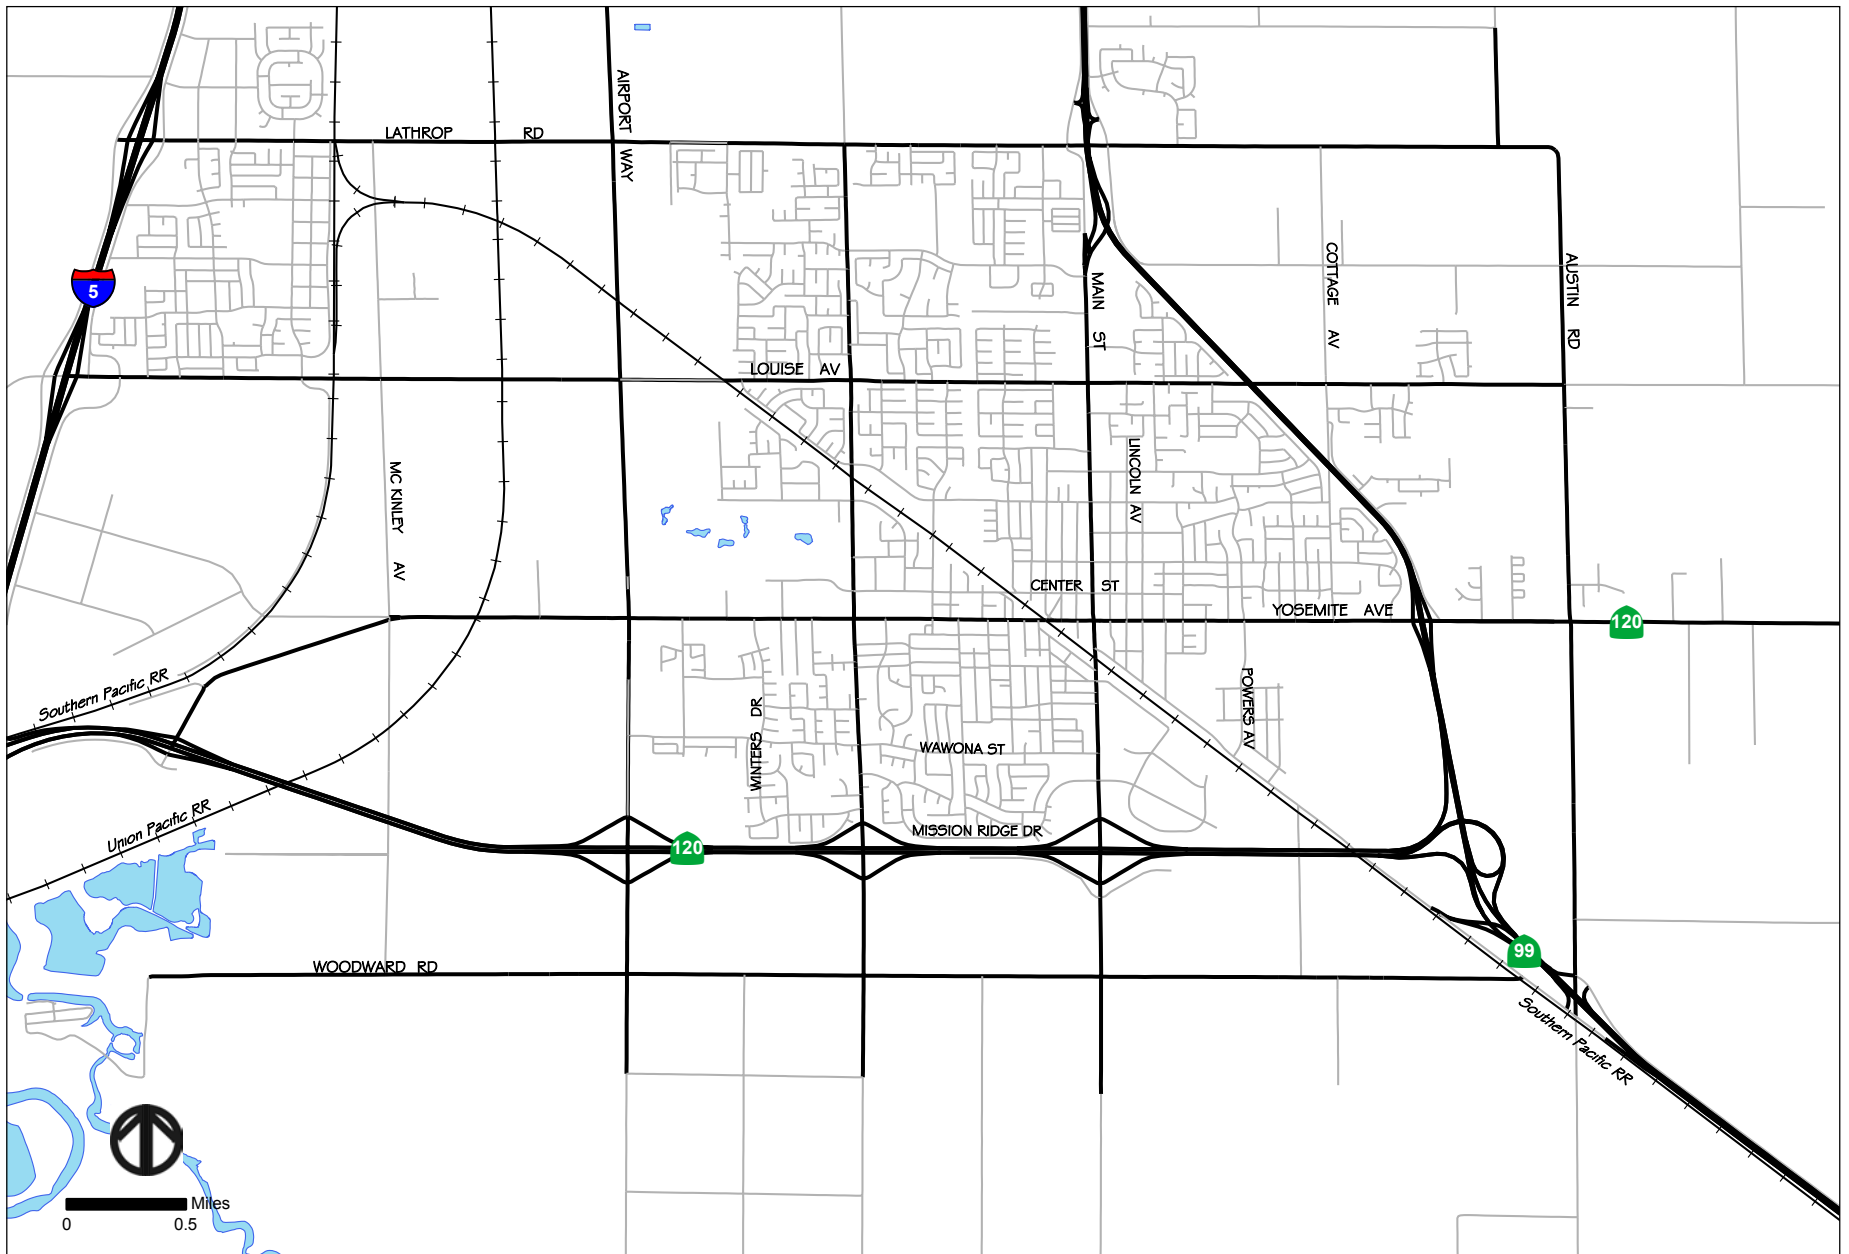 AIRPORT WAY
LATHROP RD
5
MAIN ST
COTTAGE AV
AUSTIN RD
LOUISE AV
MC KINLEY AV
LINCOLN AV
CENTER ST
YOSEMITE AVE
120
Southern Pacific RR
WINTERS DR
POWERS AV
WAWONA ST
Union Pacific RR
MISSION RIDGE DR
120
99
WOODWARD RD
Southern Pacific RR
Miles
0 0.5